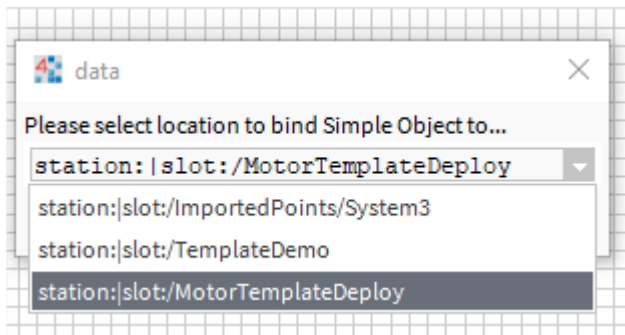 4
data
Please select location to bind Simple Object to...
station:|slot:/MotorTemplateDeploy
station:|slot:/ImportedPoints/System3
station:|slot:/TemplateDemo
station:|slot:/MotorTemplateDeploy